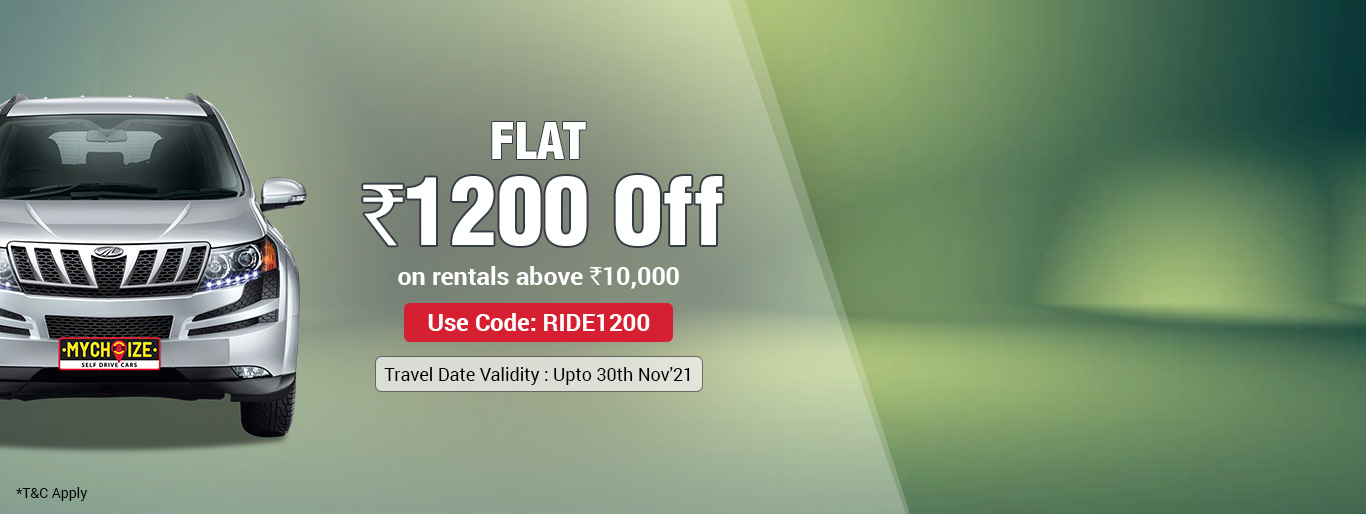 FLAT
₹1200 Off
on rentals above ₹10,000
Use Code: RIDE1200
Travel Date Validity : Upto 30th Nov'21
·MYCHOIZE·
SELF DRIVE CARS
*T&C Apply